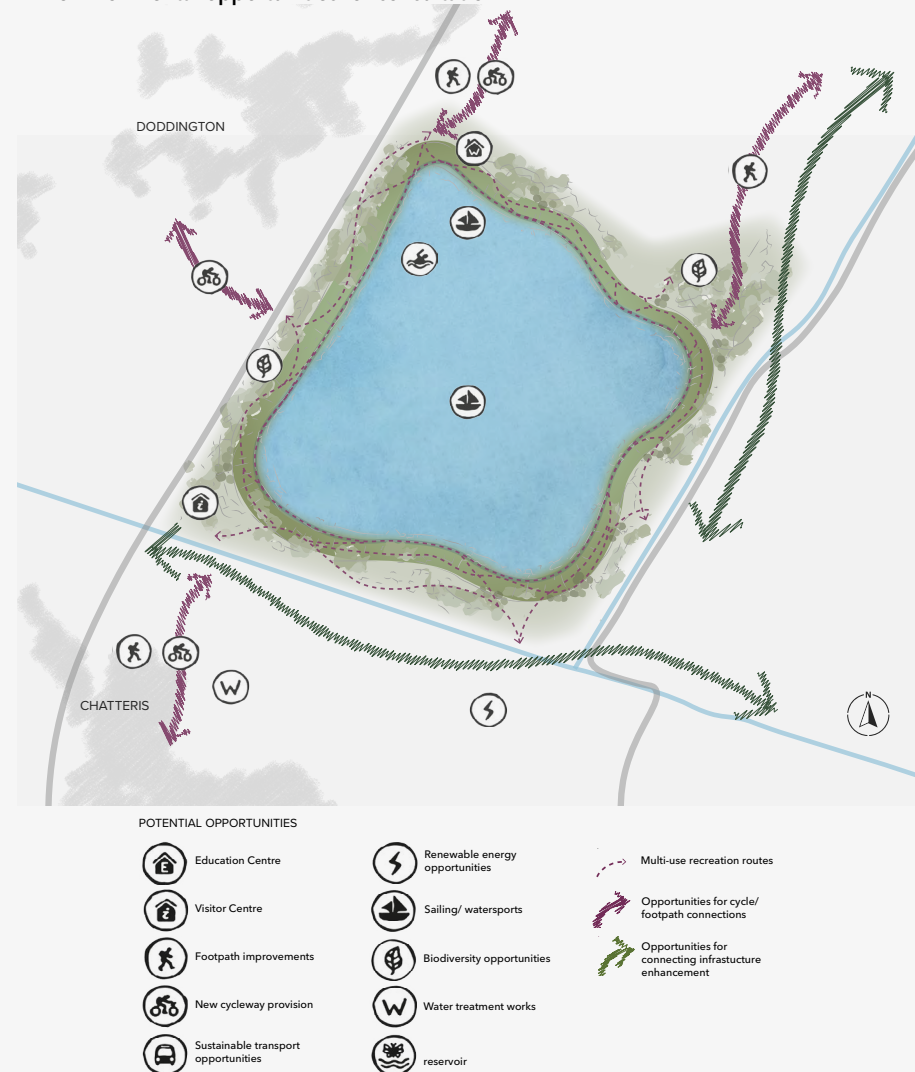 DODDINGTON
N
CHATTERIS
POTENTIAL OPPORTUNITIES
Education Centre
Visitor Centre
Footpath improvements
New cycleway provision
Sustainable transport
opportunities
Renewable energy
opportunities
Sailing/ watersports
Biodiversity opportunities
W
Water treatment works
reservoir
Multi-use recreation routes
Opportunities for cycle/
footpath connections
Opportunities for
connecting infrastucture
enhancement